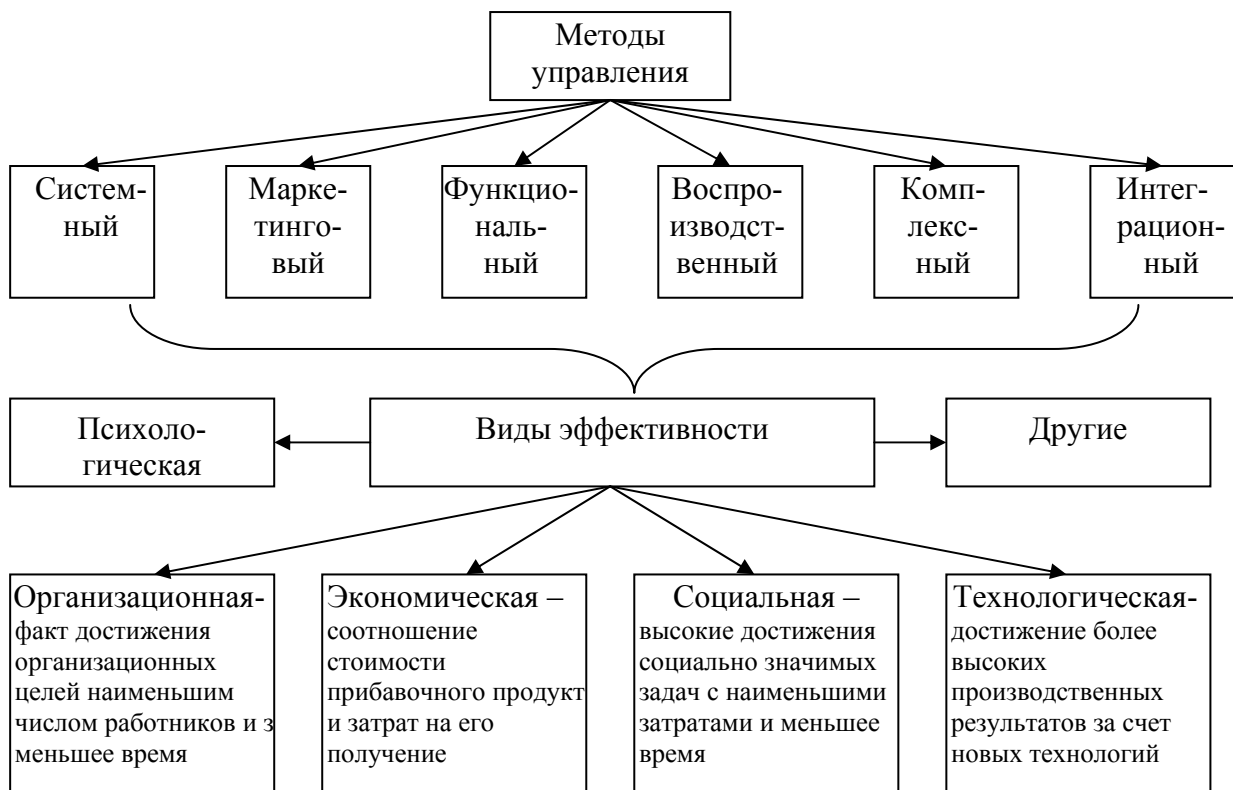 Методы
управления
Систем-
ный
Марке-
тинго-
вый
Функцио-
наль-
ный
Воспро-
изводст-
венный
Комп-
лекс-
ный
Интег-
рацион-
ный
Психоло-
гическая
Виды эффективности
Другие
Организационная-
факт достижения
организационных
целей наименьшим
числом работников и з
меньшее время
Экономическая –
соотношение
стоимости
прибавочного продукт
и затрат на его
получение
Социальная –
высокие достижения
социально значимых
задач с наименьшими
затратами и меньшее
время
Технологическая-
достижение более
высоких
производственных
результатов за счет
новых технологий